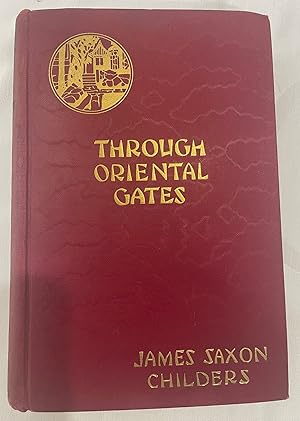 THROUGH
ORIENTAL
GATES
JAMES SAXON
CHILDERS